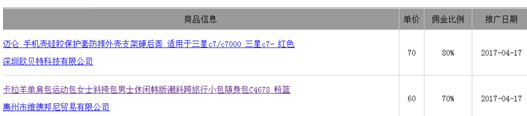 商品信息 单价 佣金比例 推广日期
迈仑 手机壳硅胶保护套防摔外壳支架硬后盖 适用于三星c7/c7000 三星c7- 红色
深圳欧贝特科技有限公司
70 80% 2017-04-17
卡拉羊单肩包运动包女士斜挎包男士休闲韩版潮斜跨旅行小包随身包C4678 粉蓝
惠州市维德邦尼贸易有限公司
60 70% 2017-04-17